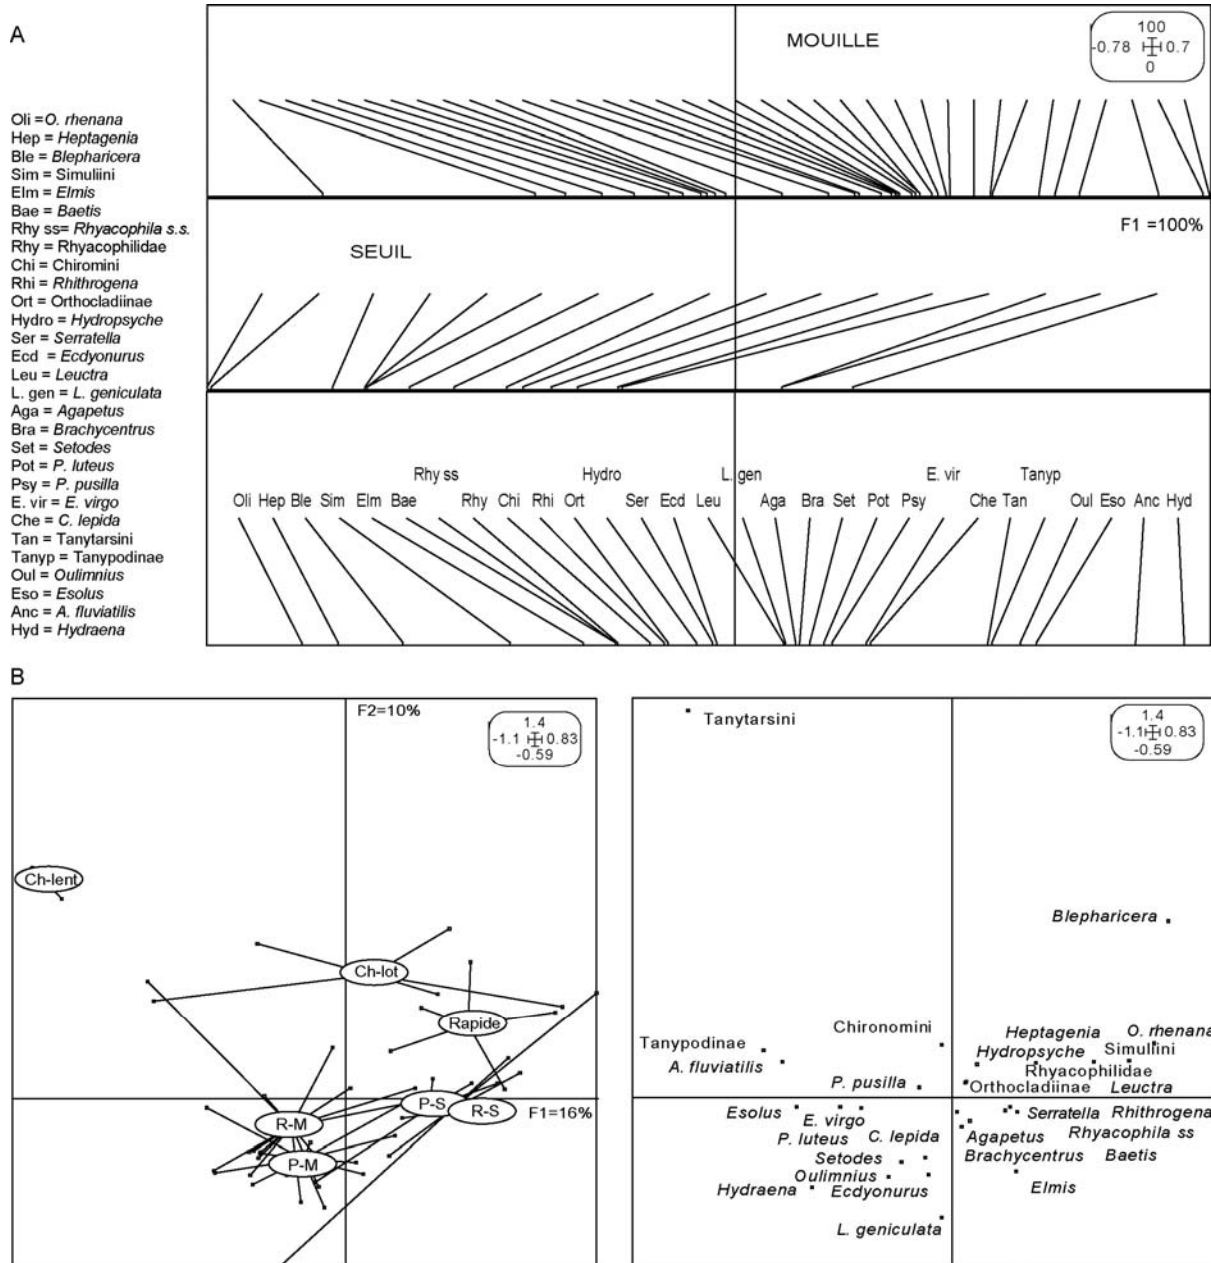 A
MOUILLE
100
-0.78 0.7
0
Oli =O. rhenana
Hep = Heptagenia
Ble = Blepharicera
Sim = Simuliini
Elm = Elmis
Bae = Baetis
Rhy ss= Rhyacophila s.s.
Rhy = Rhyacophilidae
Chi = Chiromini
Rhi = Rhithrogena
Ort = Orthocladiinae
Hydro = Hydropsyche
Ser = Serratella
Ecd = Ecdyonurus
Leu = Leuctra
L. gen = L. geniculata
Aga = Agapetus
Bra = Brachycentrus
Set = Setodes
Pot = P. luteus
Psy = P. pusilla
E. vir = E. virgo
Che = C. lepida
Tan = Tanytarsini
Tanyp = Tanypodinae
Oul = Oulimnius
Eso = Esolus
Anc = A. fluviatilis
Hyd = Hydraena
F1 =100%
SEUIL
Rhy ss Hydro L. gen E. vir Tanyp
Oli Hep Ble Sim Elm Bae Rhy Chi Rhi Ort Ser Ecd Leu Aga Bra Set Pot Psy Che Tan Oul Eso Anc Hyd
B
F2=10%
1.4
-1.1 0.83
-0.59
Ch-lent
Ch-lot
Rapide
P-S
R-S
F1=16%
R-M
P-M
Tanytarsini
1.4
-1.1 0.83
-0.59
Blepharicera
Chironomini
Heptagenia O. rhenana
Tanypodinae
Hydropsyche Simuliini
A. fluviatilis
Rhyacophilidae
P. pusilla
Orthocladiinae Leuctra
Esolus
E. virgo
Serratella Rhithrogena
P. luteus C. lepida
Agapetus Rhyacophila ss
Setodes
Brachycentrus Baetis
Oulimnius
Hydraena Ecdyonurus
Elmis
L. geniculata